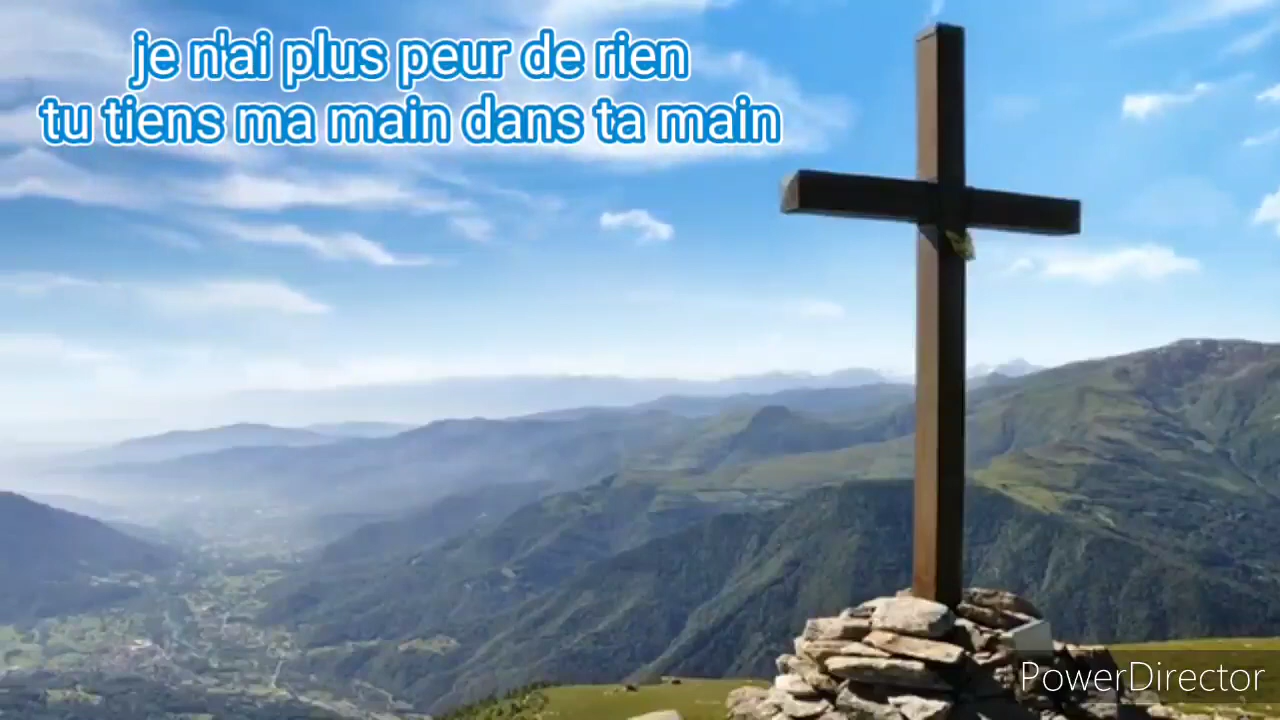 je n'ai plus peur de rien
tu tiens ma main dans ta main
PowerDirector